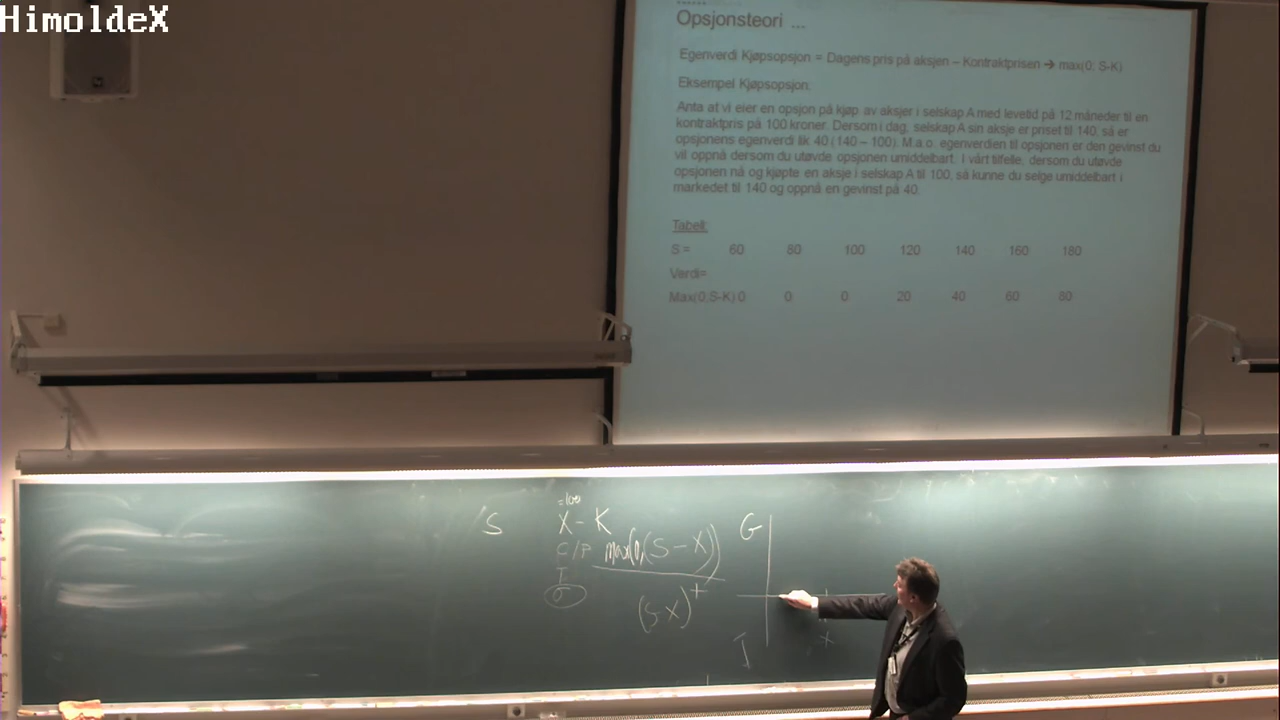 HimoldeX
Opsjonsteori ...
Egenverdi Kjøpsopsjon = Dagens pris på aksjen – Kontraktprisen → max(0; S-K)
Eksempel Kjøpsopsjon:
Anta at vi eier en opsjon på kjøp av aksjer i selskap A med levetid på 12 måneder til en
kontraktpris på 100 kroner. Dersom i dag, selskap A sin aksje er priset til 140, så er
opsjonens egenverdi lik 40 (140 – 100). M.a.o. egenverdien til opsjonen er den gevinst du
vil oppnå dersom du utøvde opsjonen umiddelbart. I vårt tilfelle, dersom du utøvde
opsjonen nå og kjøpte en aksje i selskap A til 100, så kunne du selge umiddelbart i
markedet til 140 og oppnå en gevinst på 40.
Tabell:
S = 60 80 100 120 140 160 180
Verdi=
Max(0;S-K) 0 0 0 20 40 60 80
=100
S X - K G
C/P max(0,(S-X))
T
σ (S-X)⁺
T x